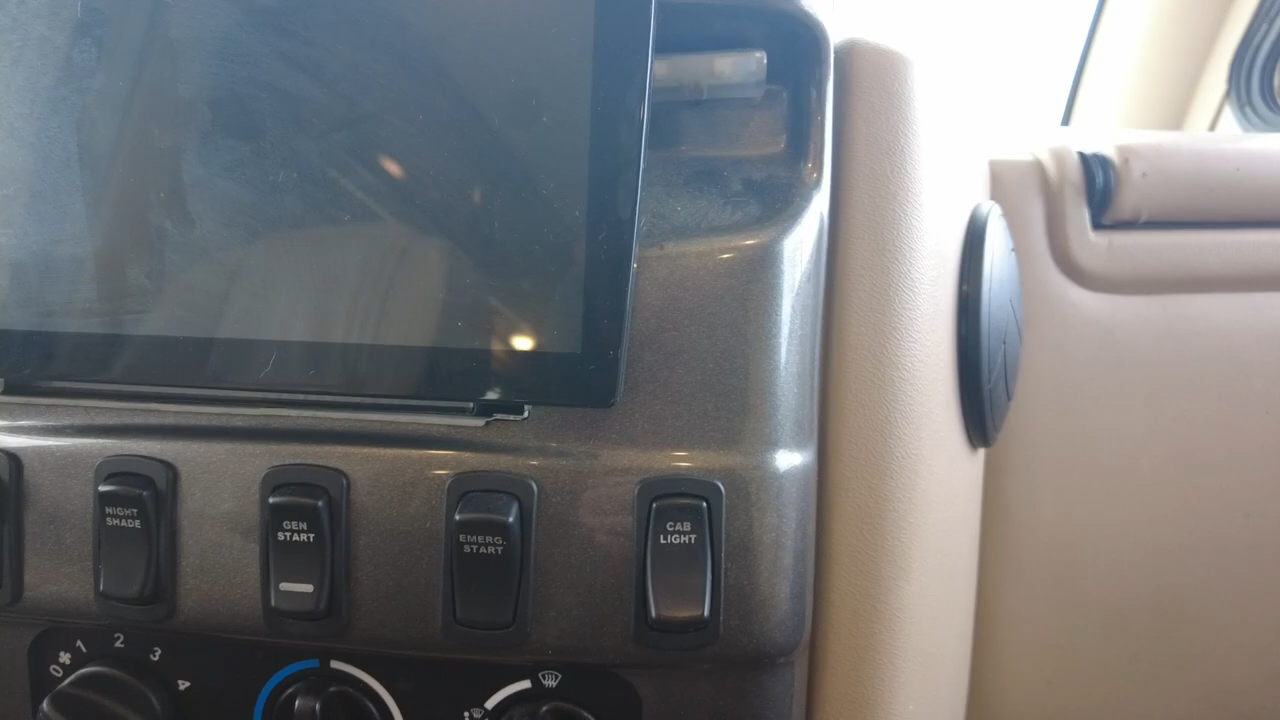 NIGHT
SHADE
GEN
START
EMERG.
START
CAB
LIGHT
0 1 2 3 4